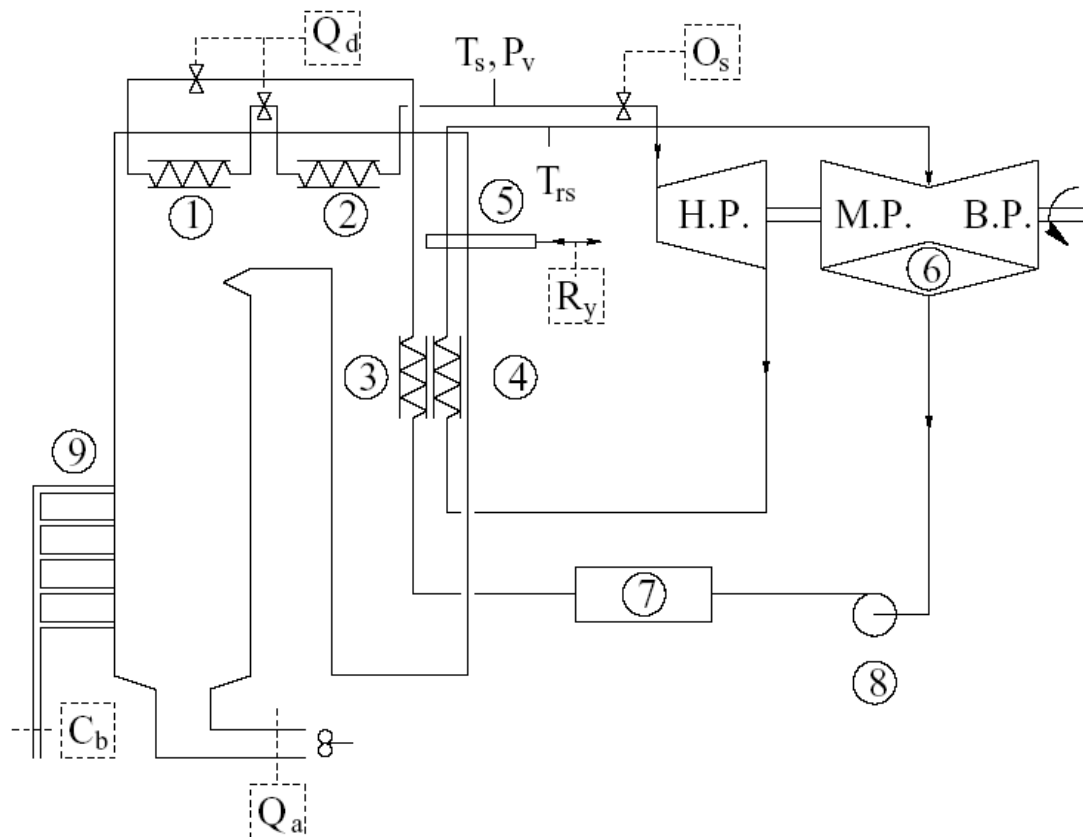 Q_d
T_s, P_v
O_s
T_rs
1
2
5
H.P.
M.P.
B.P.
6
R_y
3
4
9
7
8
C_b
Q_a